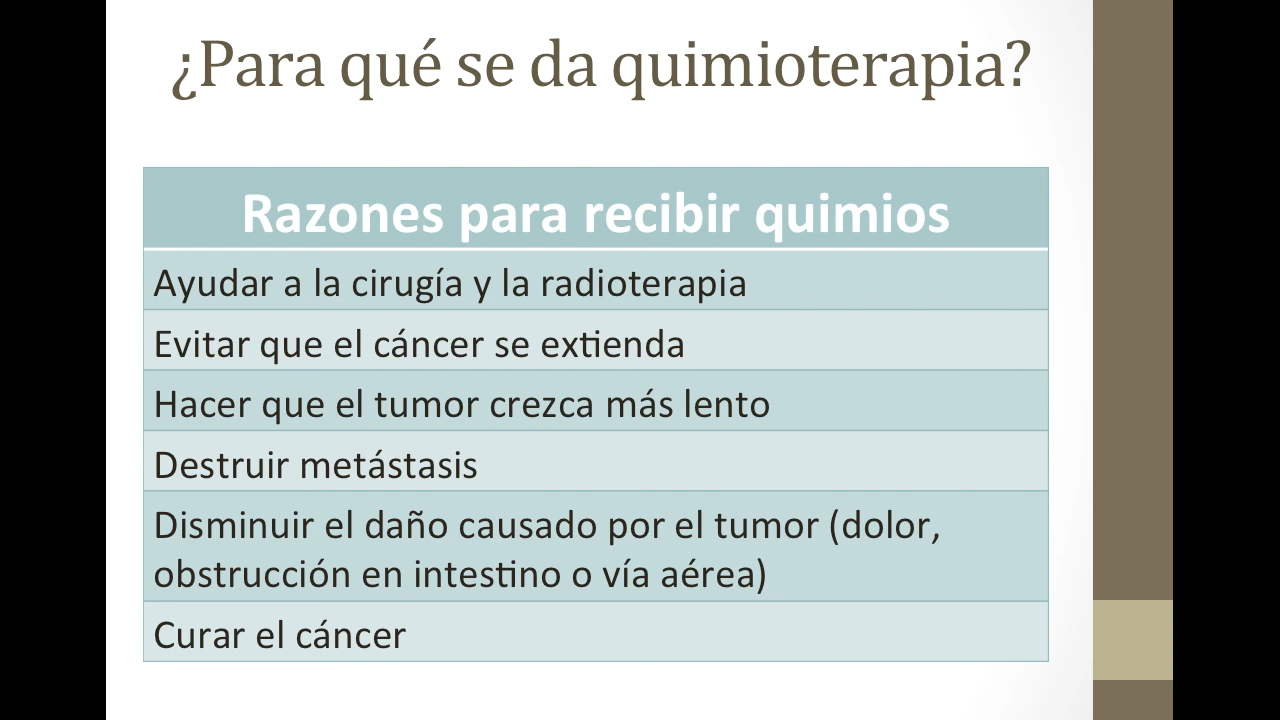 ¿Para qué se da quimioterapia?
Razones para recibir quimios
Ayudar a la cirugía y la radioterapia
Evitar que el cáncer se extienda
Hacer que el tumor crezca más lento
Destruir metástasis
Disminuir el daño causado por el tumor (dolor,
obstrucción en intestino o vía aérea)
Curar el cáncer